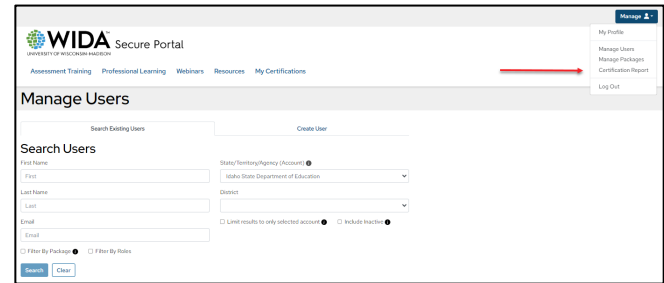 Manage
My Profile
Manage Users
Manage Packages
Certification Report
Log Out
WIDA Secure Portal
UNIVERSITY OF WISCONSIN-MADISON
Assessment Training Professional Learning Webinars Resources My Certifications
Manage Users
Search Existing Users Create User
Search Users
First Name State/Territory/Agency (Account)
First Idaho State Department of Education
Last Name District
Last
Email Limit results to only selected account Include Inactive
Email
Filter By Package Filter By Roles
Search Clear